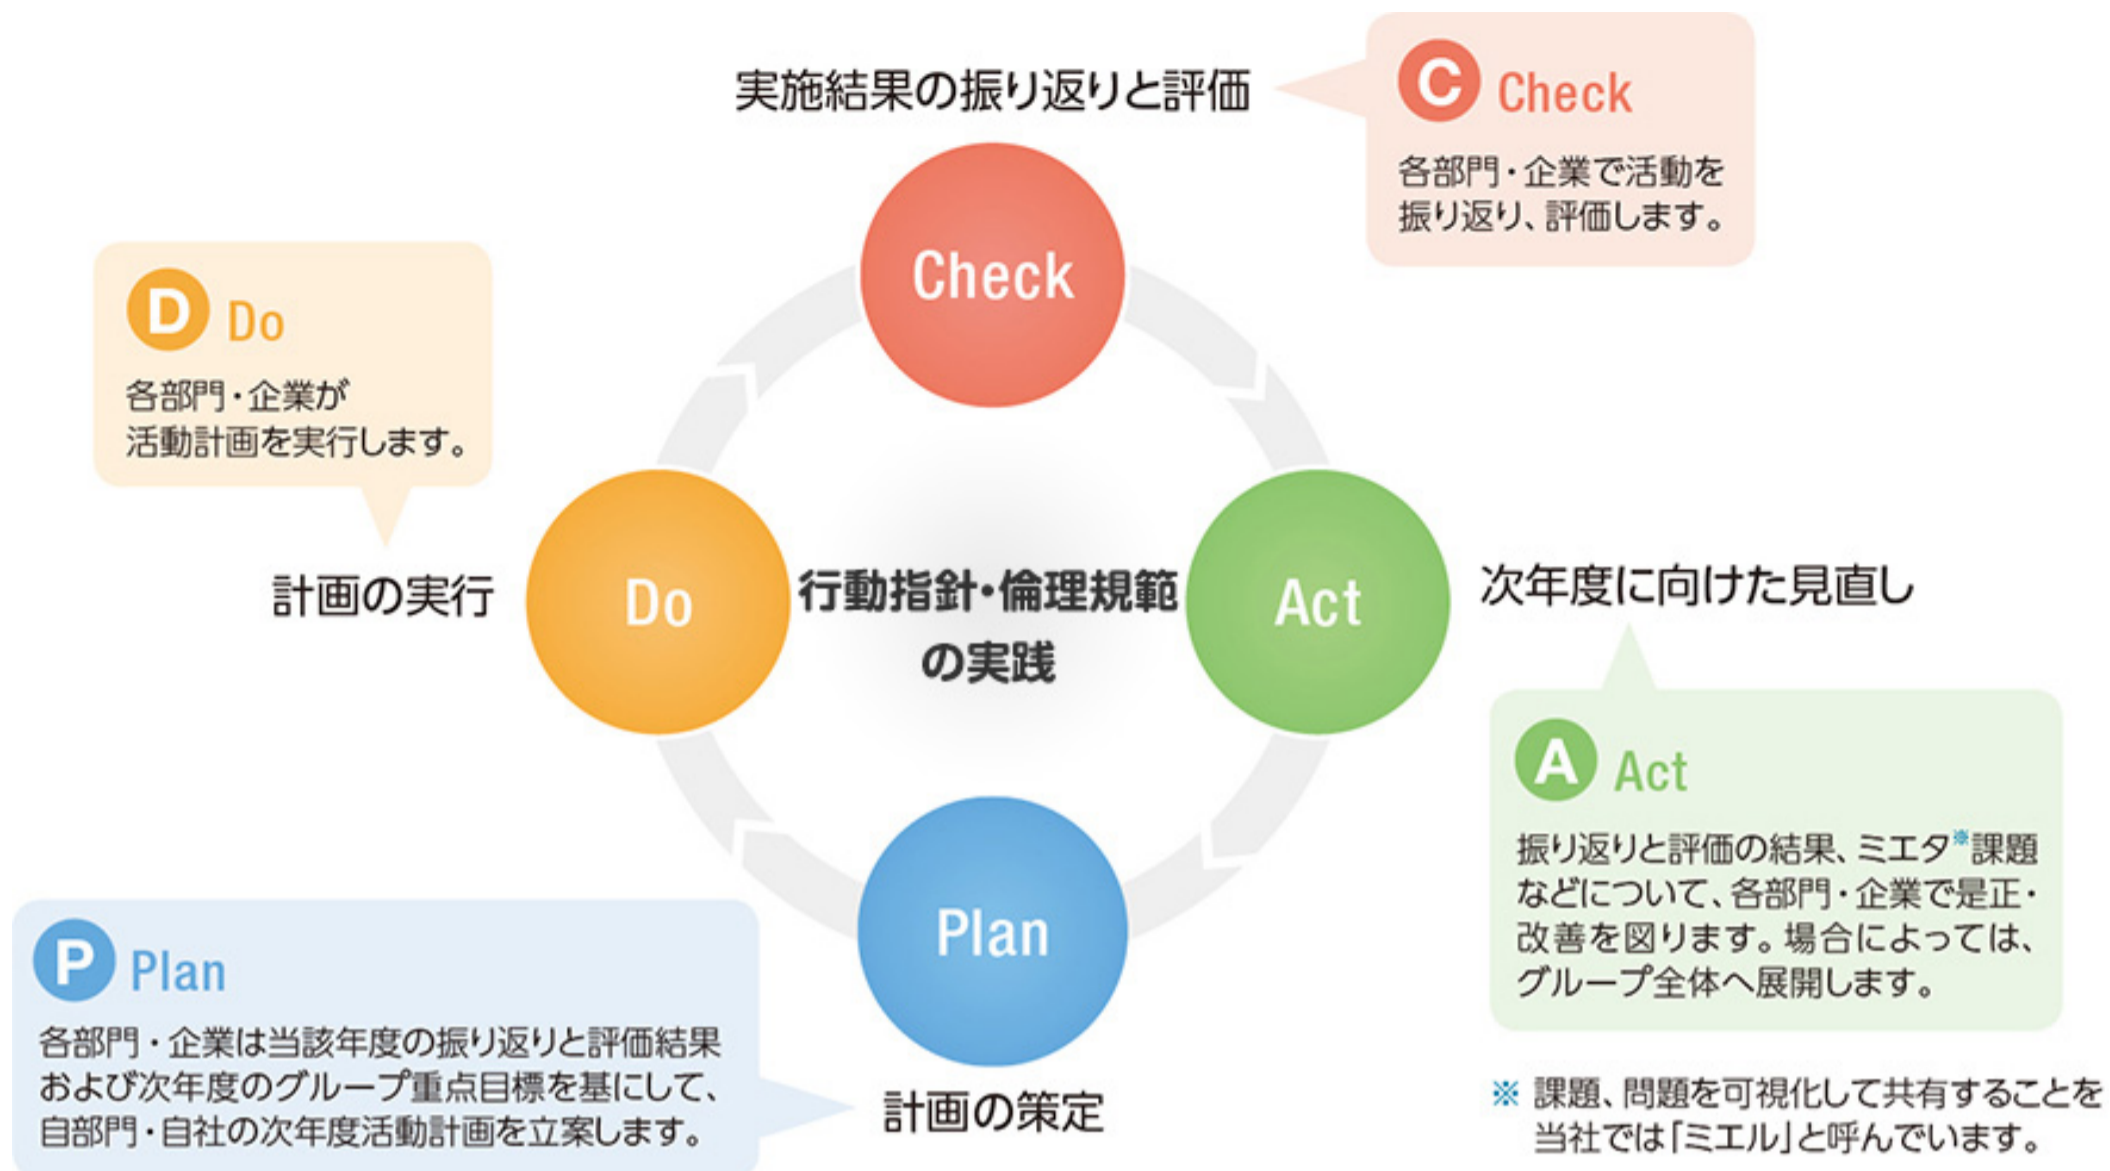 実施結果の振り返りと評価
C Check
各部門・企業で活動を
振り返り、評価します。
Check
D Do
各部門・企業が
活動計画を実行します。
計画の実行
Do
行動指針・倫理規範
の実践
Act
次年度に向けた見直し
A Act
振り返りと評価の結果、ミエタ※課題
などについて、各部門・企業で是正・
改善を図ります。場合によっては、
グループ全体へ展開します。
Plan
P Plan
各部門・企業は当該年度の振り返りと評価結果
および次年度のグループ重点目標を基にして、
自部門・自社の次年度活動計画を立案します。
計画の策定
※ 課題、問題を可視化して共有することを
当社では「ミエル」と呼んでいます。